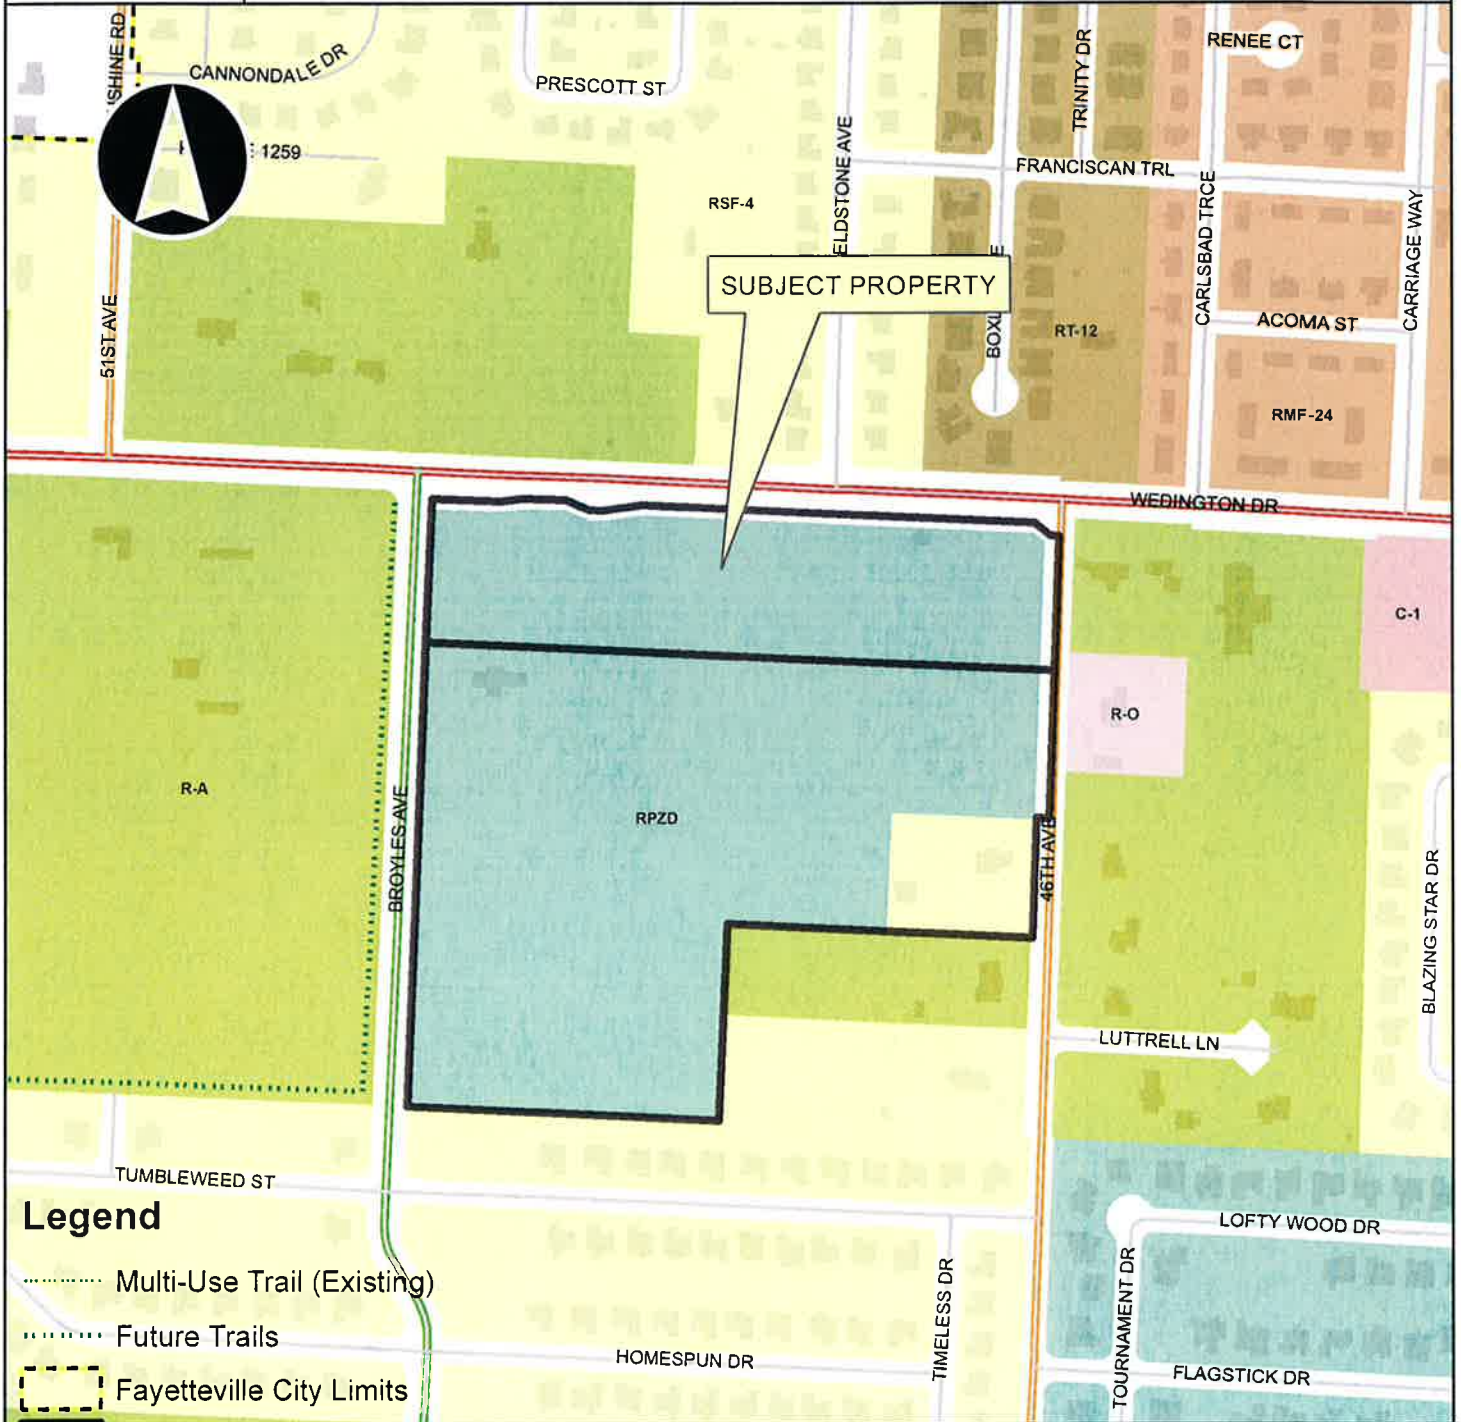 SHINE RD
CANNONDALE DR
PRESCOTT ST
TRINITY DR
RENEE CT
1259
ELDSTONE AVE
FRANCISCAN TRL
RSF-4
CARLSBAD TRCE
CARRIAGE WAY
SUBJECT PROPERTY
51ST AVE
RT-12
ACOMA ST
RMF-24
WEDINGTON DR
C-1
R-O
R-A
RPZD
BROYLES AVE
46TH AVE
BLAZING STAR DR
LUTTRELL LN
TUMBLEWEED ST
LOFTY WOOD DR
TIMELESS DR
TOURNAMENT DR
HOMESPUN DR
FLAGSTICK DR
Legend
Multi-Use Trail (Existing)
Future Trails
Fayetteville City Limits